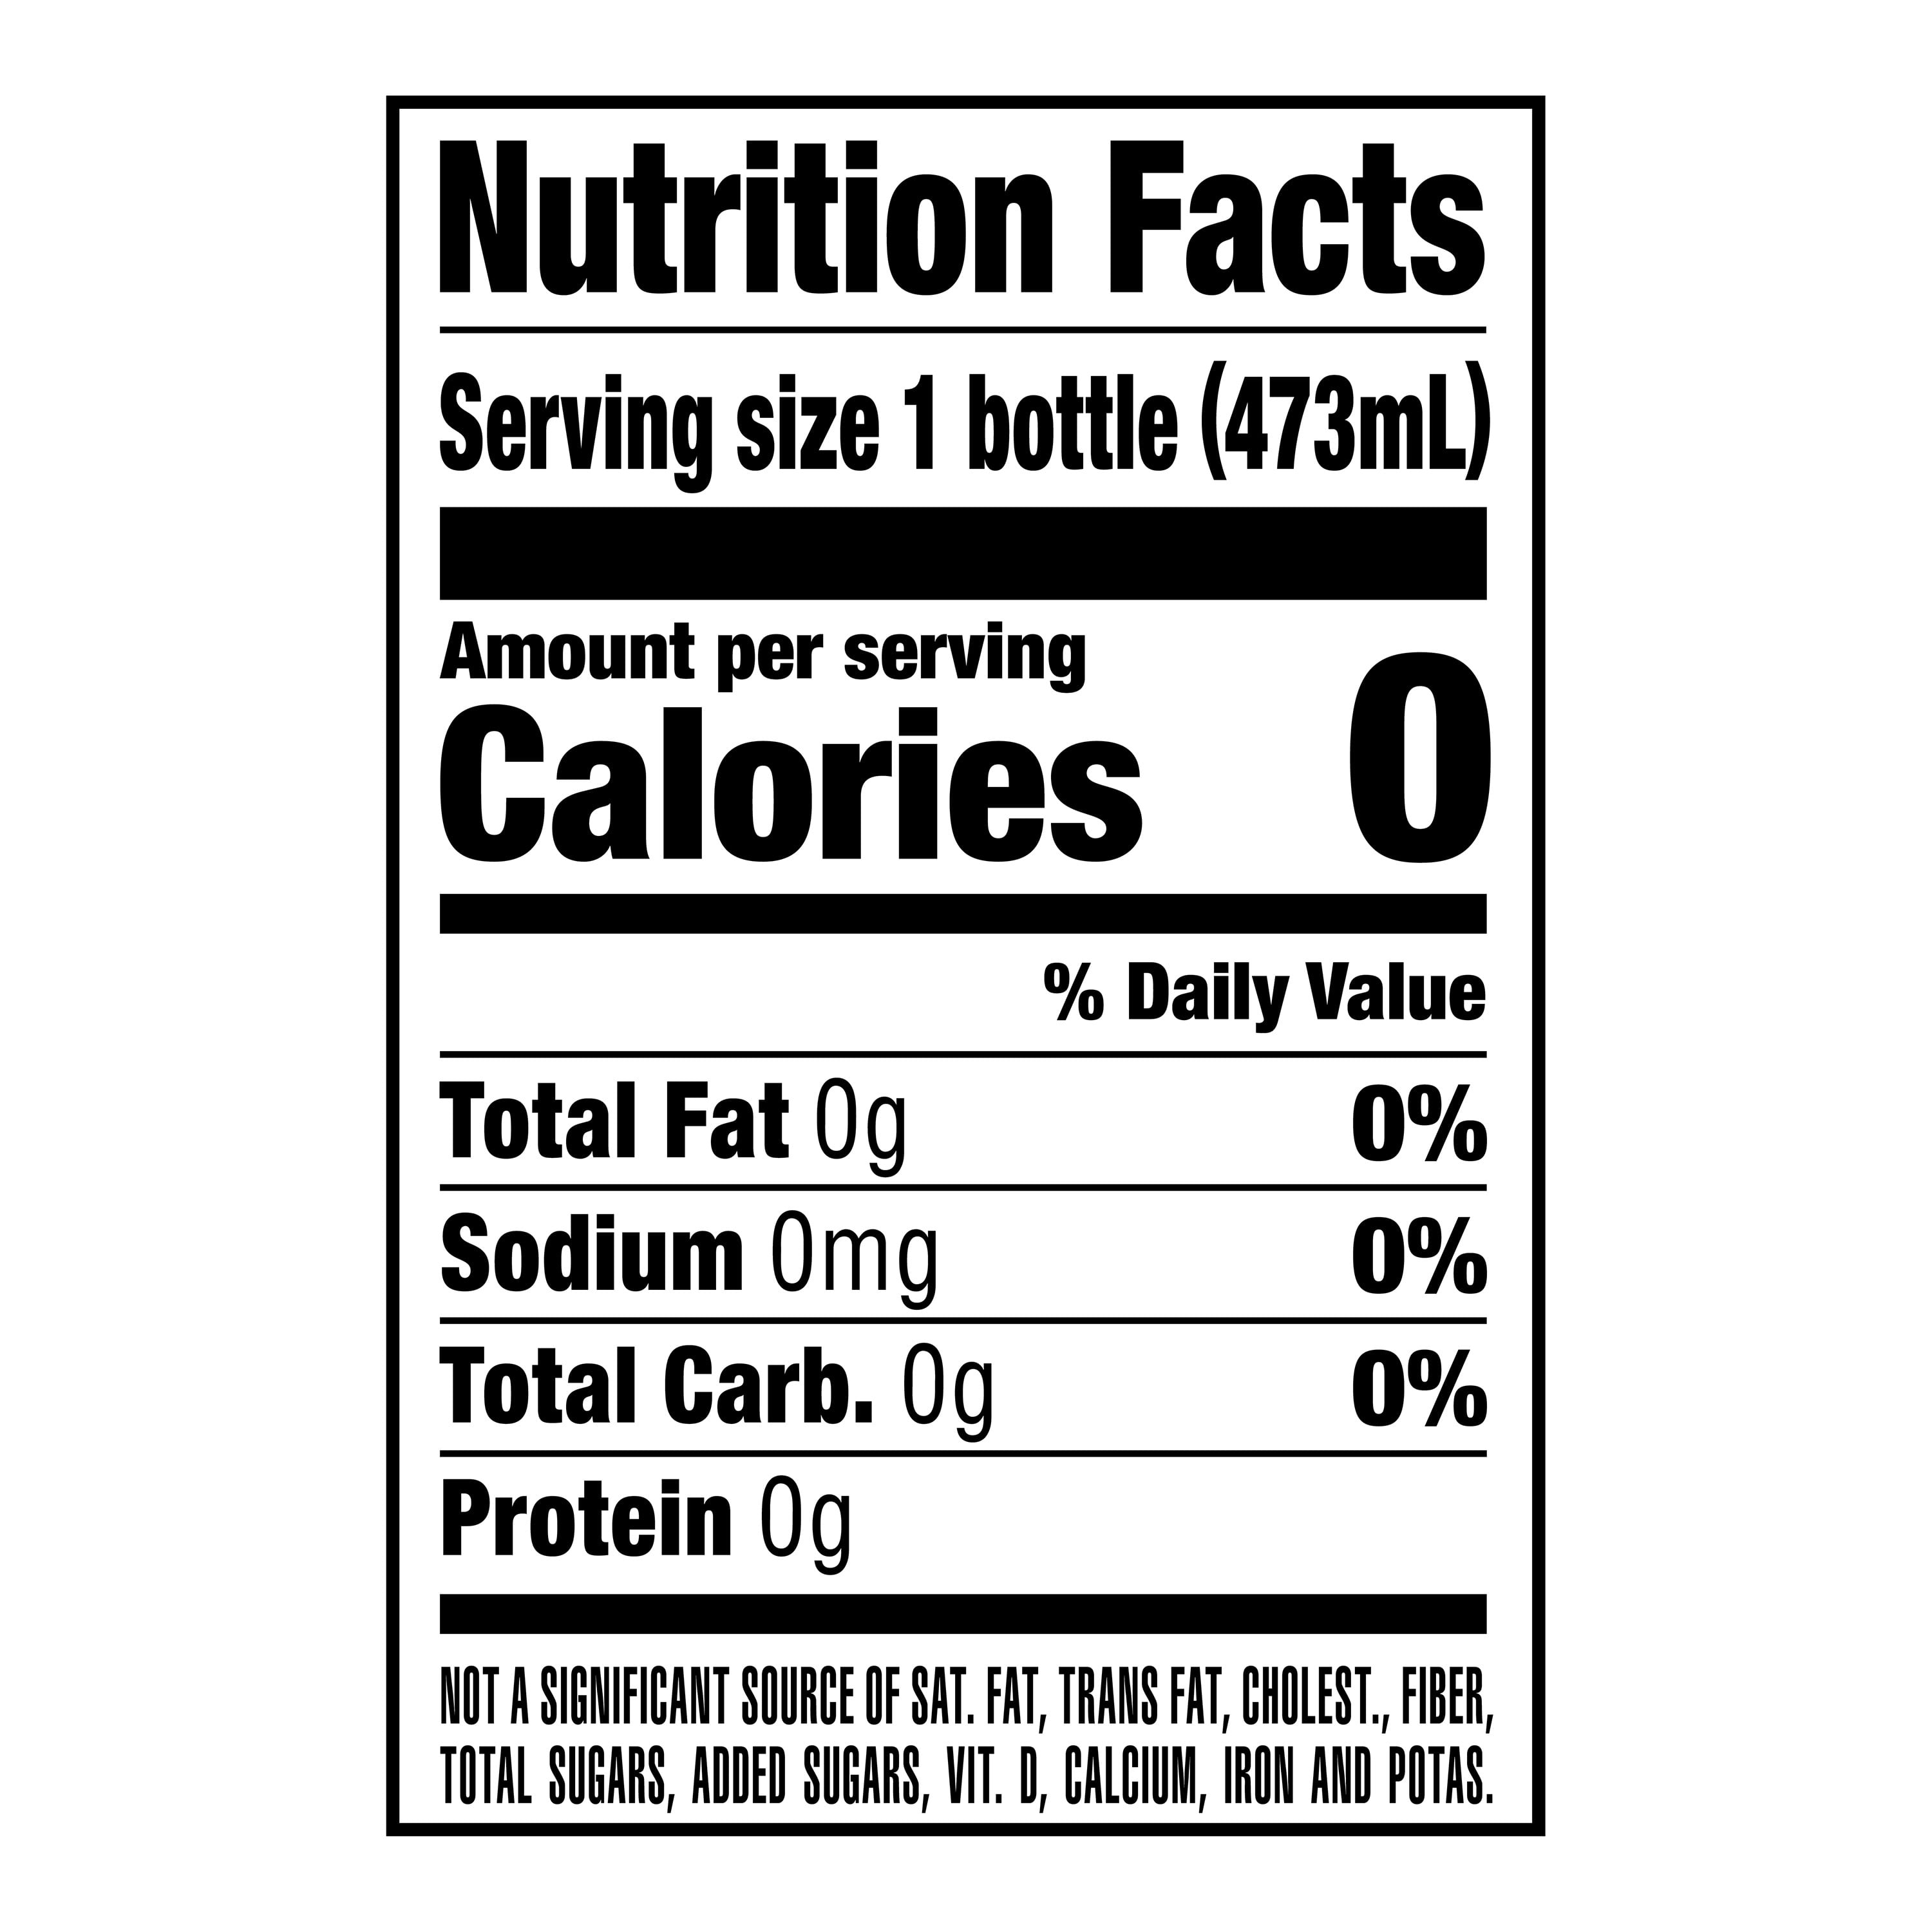 Nutrition Facts
Serving size 1 bottle (473mL)
Amount per serving
Calories 0
% Daily Value
Total Fat 0g 0%
Sodium 0mg 0%
Total Carb. 0g 0%
Protein 0g
NOT A SIGNIFICANT SOURCE OF SAT. FAT, TRANS FAT, CHOLEST., FIBER,
TOTAL SUGARS, ADDED SUGARS, VIT. D, CALCIUM, IRON AND POTAS.